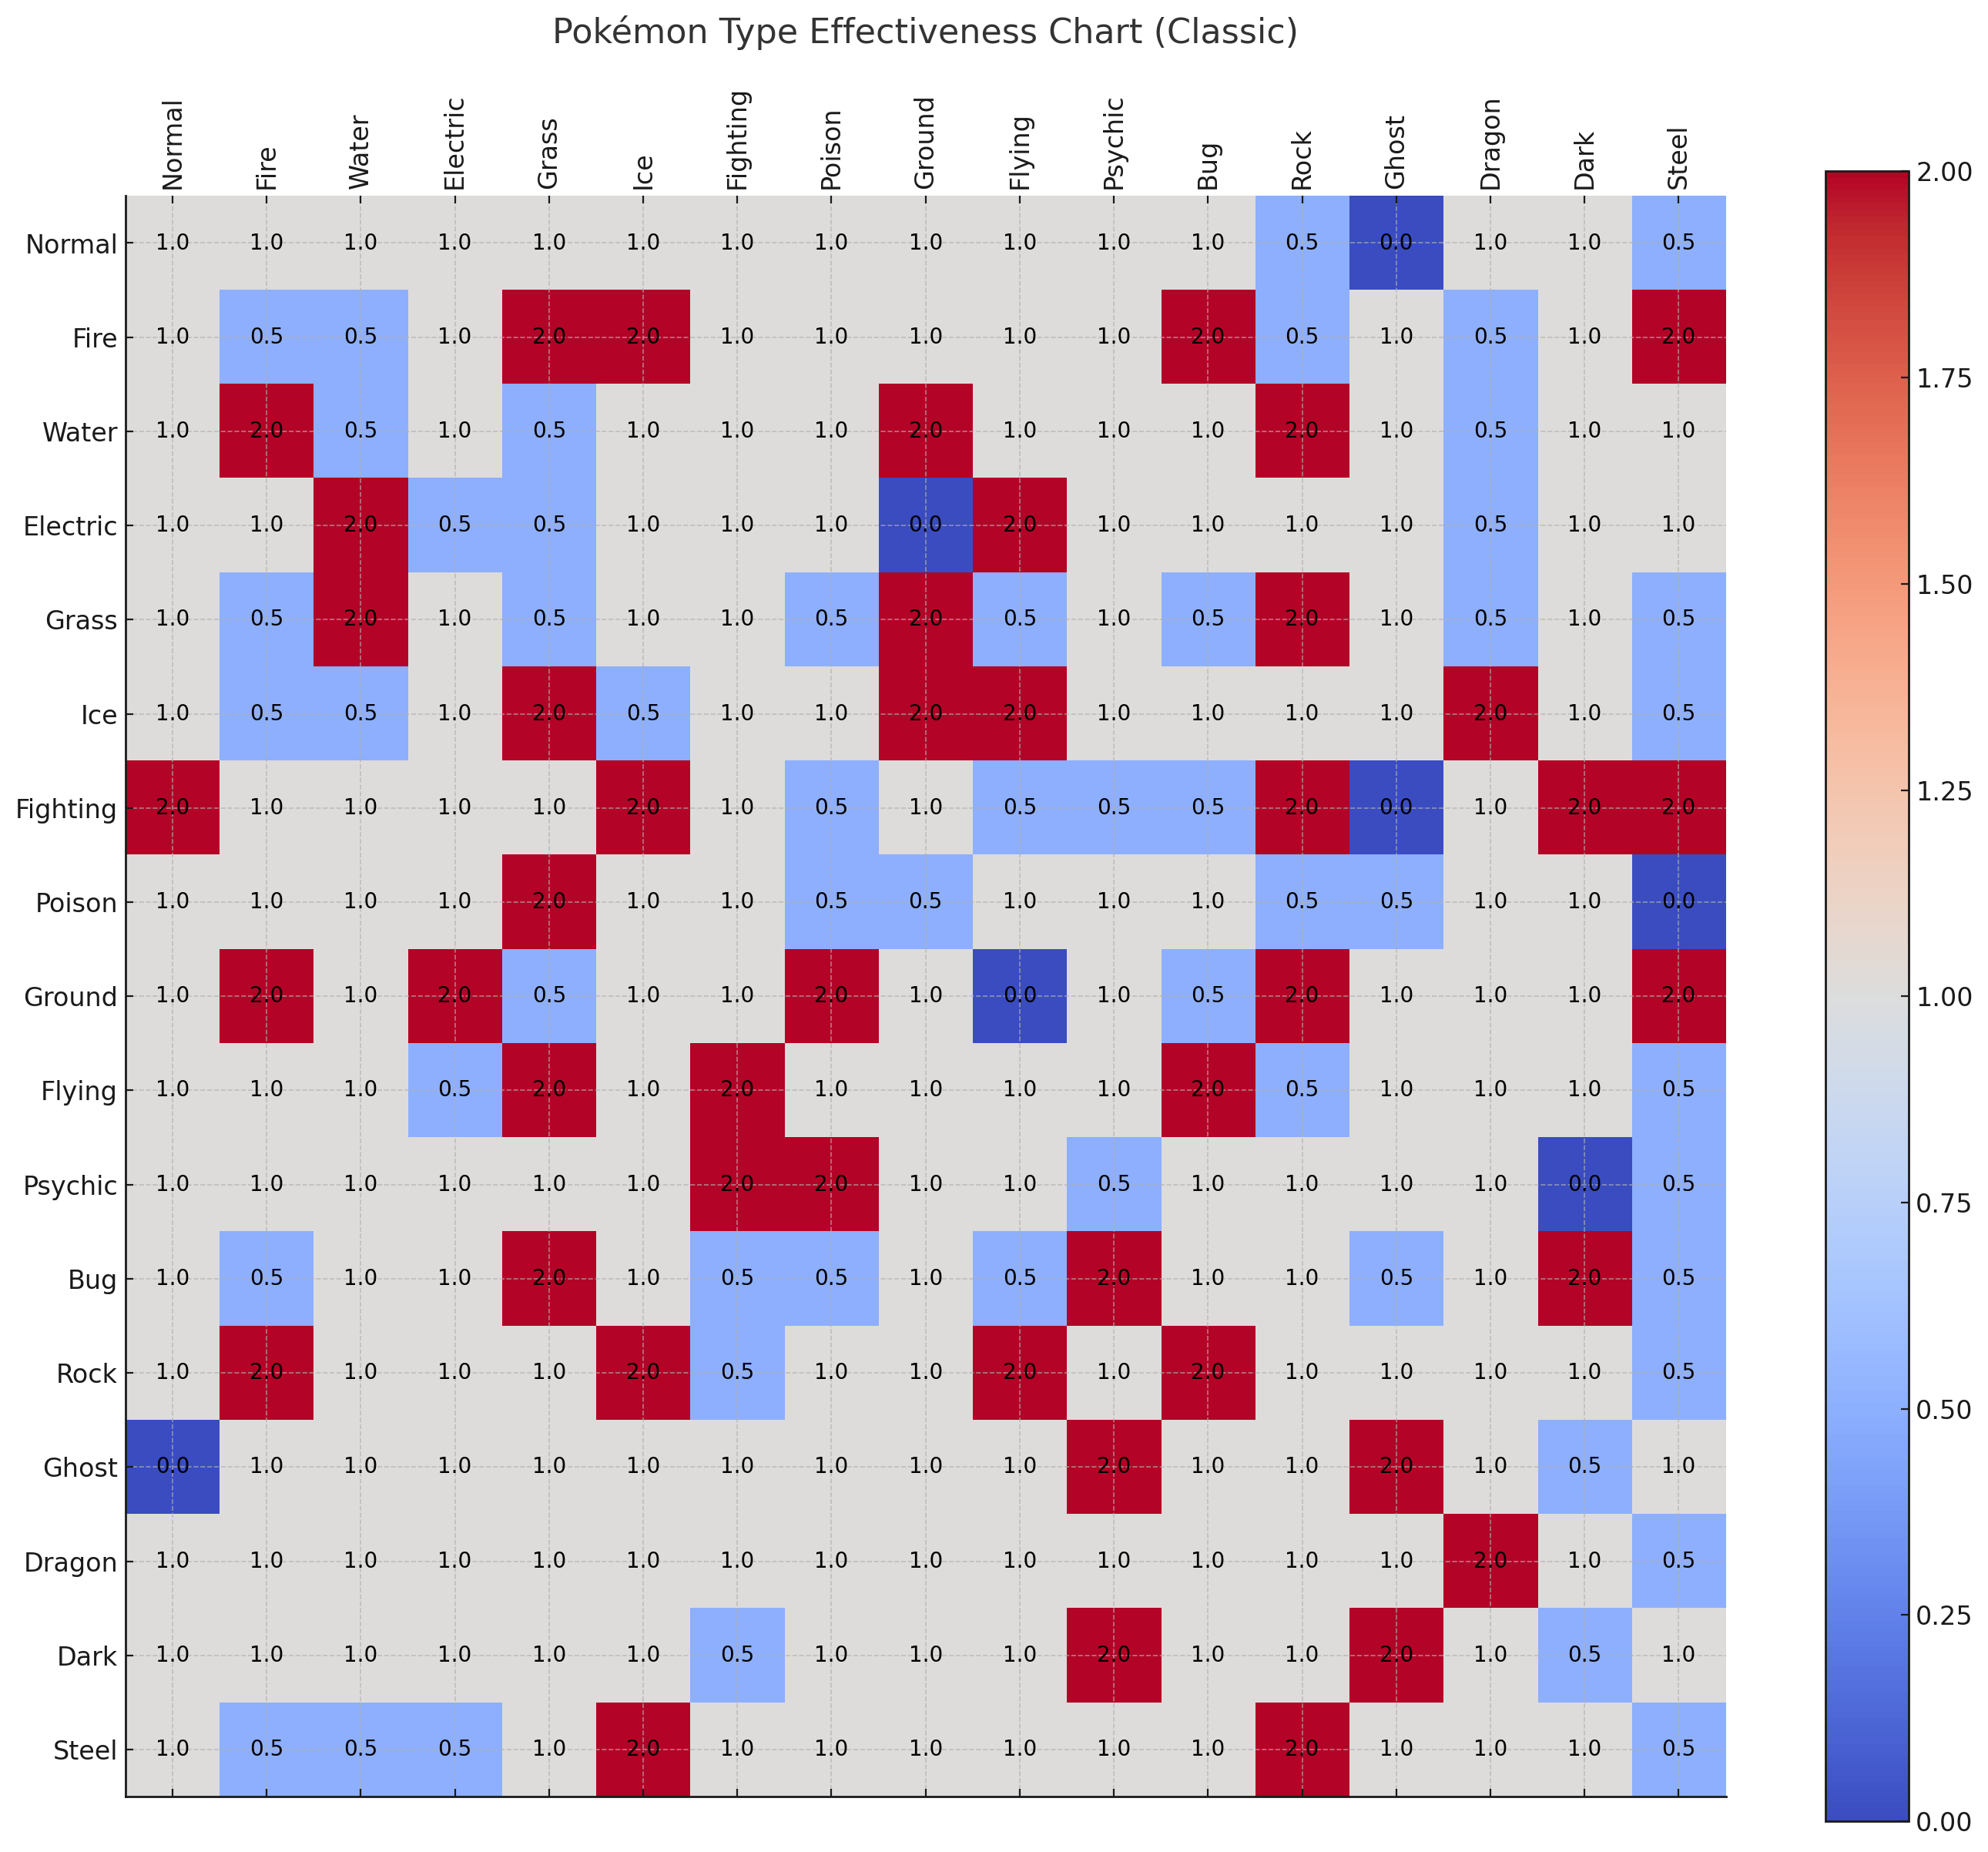 Pokémon Type Effectiveness Chart (Classic)
Normal Fire Water Electric Grass Ice Fighting Poison Ground Flying Psychic Bug Rock Ghost Dragon Dark Steel
Normal 1.0 1.0 1.0 1.0 1.0 1.0 1.0 1.0 1.0 1.0 1.0 1.0 0.5 0.0 1.0 1.0 0.5
Fire 1.0 0.5 0.5 1.0 2.0 2.0 1.0 1.0 1.0 1.0 1.0 2.0 0.5 1.0 0.5 1.0 2.0
Water 1.0 2.0 0.5 1.0 0.5 1.0 1.0 1.0 2.0 1.0 1.0 1.0 2.0 1.0 0.5 1.0 1.0
Electric 1.0 1.0 2.0 0.5 0.5 1.0 1.0 1.0 0.0 2.0 1.0 1.0 1.0 1.0 0.5 1.0 1.0
Grass 1.0 0.5 2.0 1.0 0.5 1.0 1.0 0.5 2.0 0.5 1.0 0.5 2.0 1.0 0.5 1.0 0.5
Ice 1.0 0.5 0.5 1.0 2.0 0.5 1.0 1.0 2.0 2.0 1.0 1.0 1.0 1.0 2.0 1.0 0.5
Fighting 2.0 1.0 1.0 1.0 1.0 2.0 1.0 0.5 1.0 0.5 0.5 0.5 2.0 0.0 1.0 2.0 2.0
Poison 1.0 1.0 1.0 1.0 2.0 1.0 1.0 0.5 0.5 1.0 1.0 1.0 0.5 0.5 1.0 1.0 0.0
Ground 1.0 2.0 1.0 2.0 0.5 1.0 1.0 2.0 1.0 0.0 1.0 0.5 2.0 1.0 1.0 1.0 2.0
Flying 1.0 1.0 1.0 0.5 2.0 1.0 2.0 1.0 1.0 1.0 1.0 2.0 0.5 1.0 1.0 1.0 0.5
Psychic 1.0 1.0 1.0 1.0 1.0 1.0 2.0 2.0 1.0 1.0 0.5 1.0 1.0 1.0 1.0 0.0 0.5
Bug 1.0 0.5 1.0 1.0 2.0 1.0 0.5 0.5 1.0 0.5 2.0 1.0 1.0 0.5 1.0 2.0 0.5
Rock 1.0 2.0 1.0 1.0 1.0 2.0 0.5 1.0 1.0 2.0 1.0 2.0 1.0 1.0 1.0 1.0 0.5
Ghost 0.0 1.0 1.0 1.0 1.0 1.0 1.0 1.0 1.0 1.0 2.0 1.0 1.0 2.0 1.0 0.5 1.0
Dragon 1.0 1.0 1.0 1.0 1.0 1.0 1.0 1.0 1.0 1.0 1.0 1.0 1.0 1.0 2.0 1.0 0.5
Dark 1.0 1.0 1.0 1.0 1.0 1.0 0.5 1.0 1.0 1.0 2.0 1.0 1.0 2.0 1.0 0.5 1.0
Steel 1.0 0.5 0.5 0.5 1.0 2.0 1.0 1.0 1.0 1.0 1.0 1.0 2.0 1.0 1.0 1.0 0.5
2.00
1.75
1.50
1.25
1.00
0.75
0.50
0.25
0.00